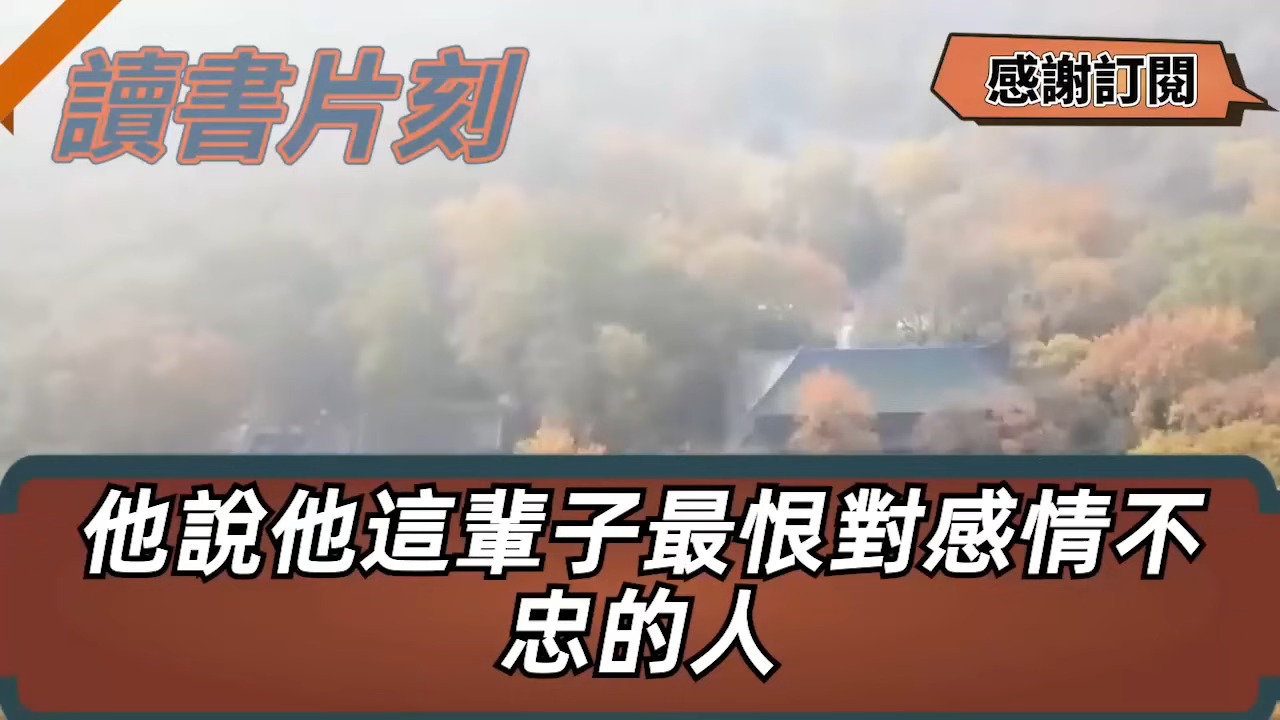 讀書片刻
感謝訂閱
他說他這輩子最恨對感情不
忠的人